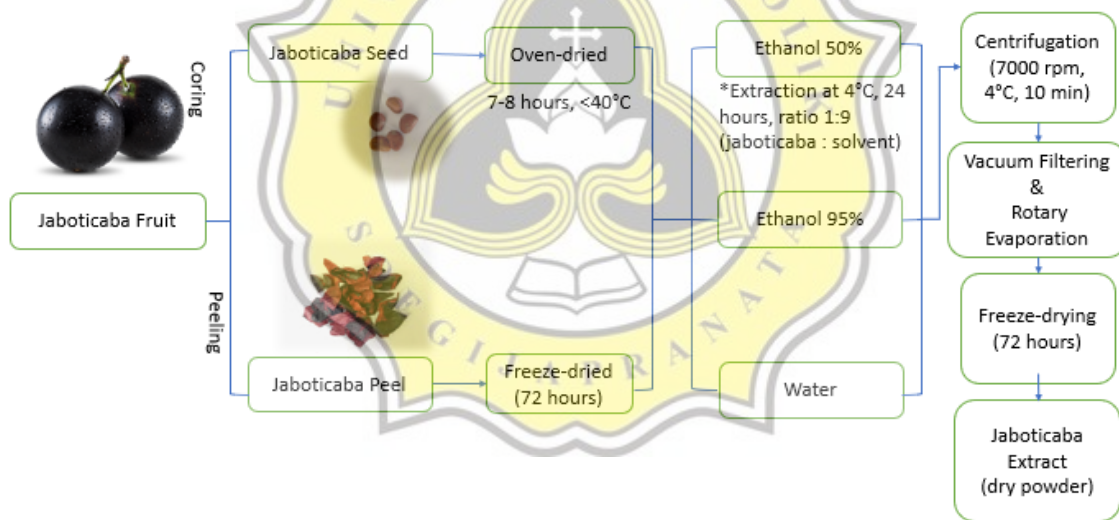 Jaboticaba Fruit
Coring
Peeling
Jaboticaba Seed
Jaboticaba Peel
Oven-dried
7-8 hours, <40°C
Freeze-dried
(72 hours)
Ethanol 50%
*Extraction at 4°C, 24
hours, ratio 1:9
(jaboticaba : solvent)
Ethanol 95%
Water
Centrifugation
(7000 rpm,
4°C, 10 min)
Vacuum Filtering
&
Rotary
Evaporation
Freeze-drying
(72 hours)
Jaboticaba
Extract
(dry powder)
SEGIJAPRANATA